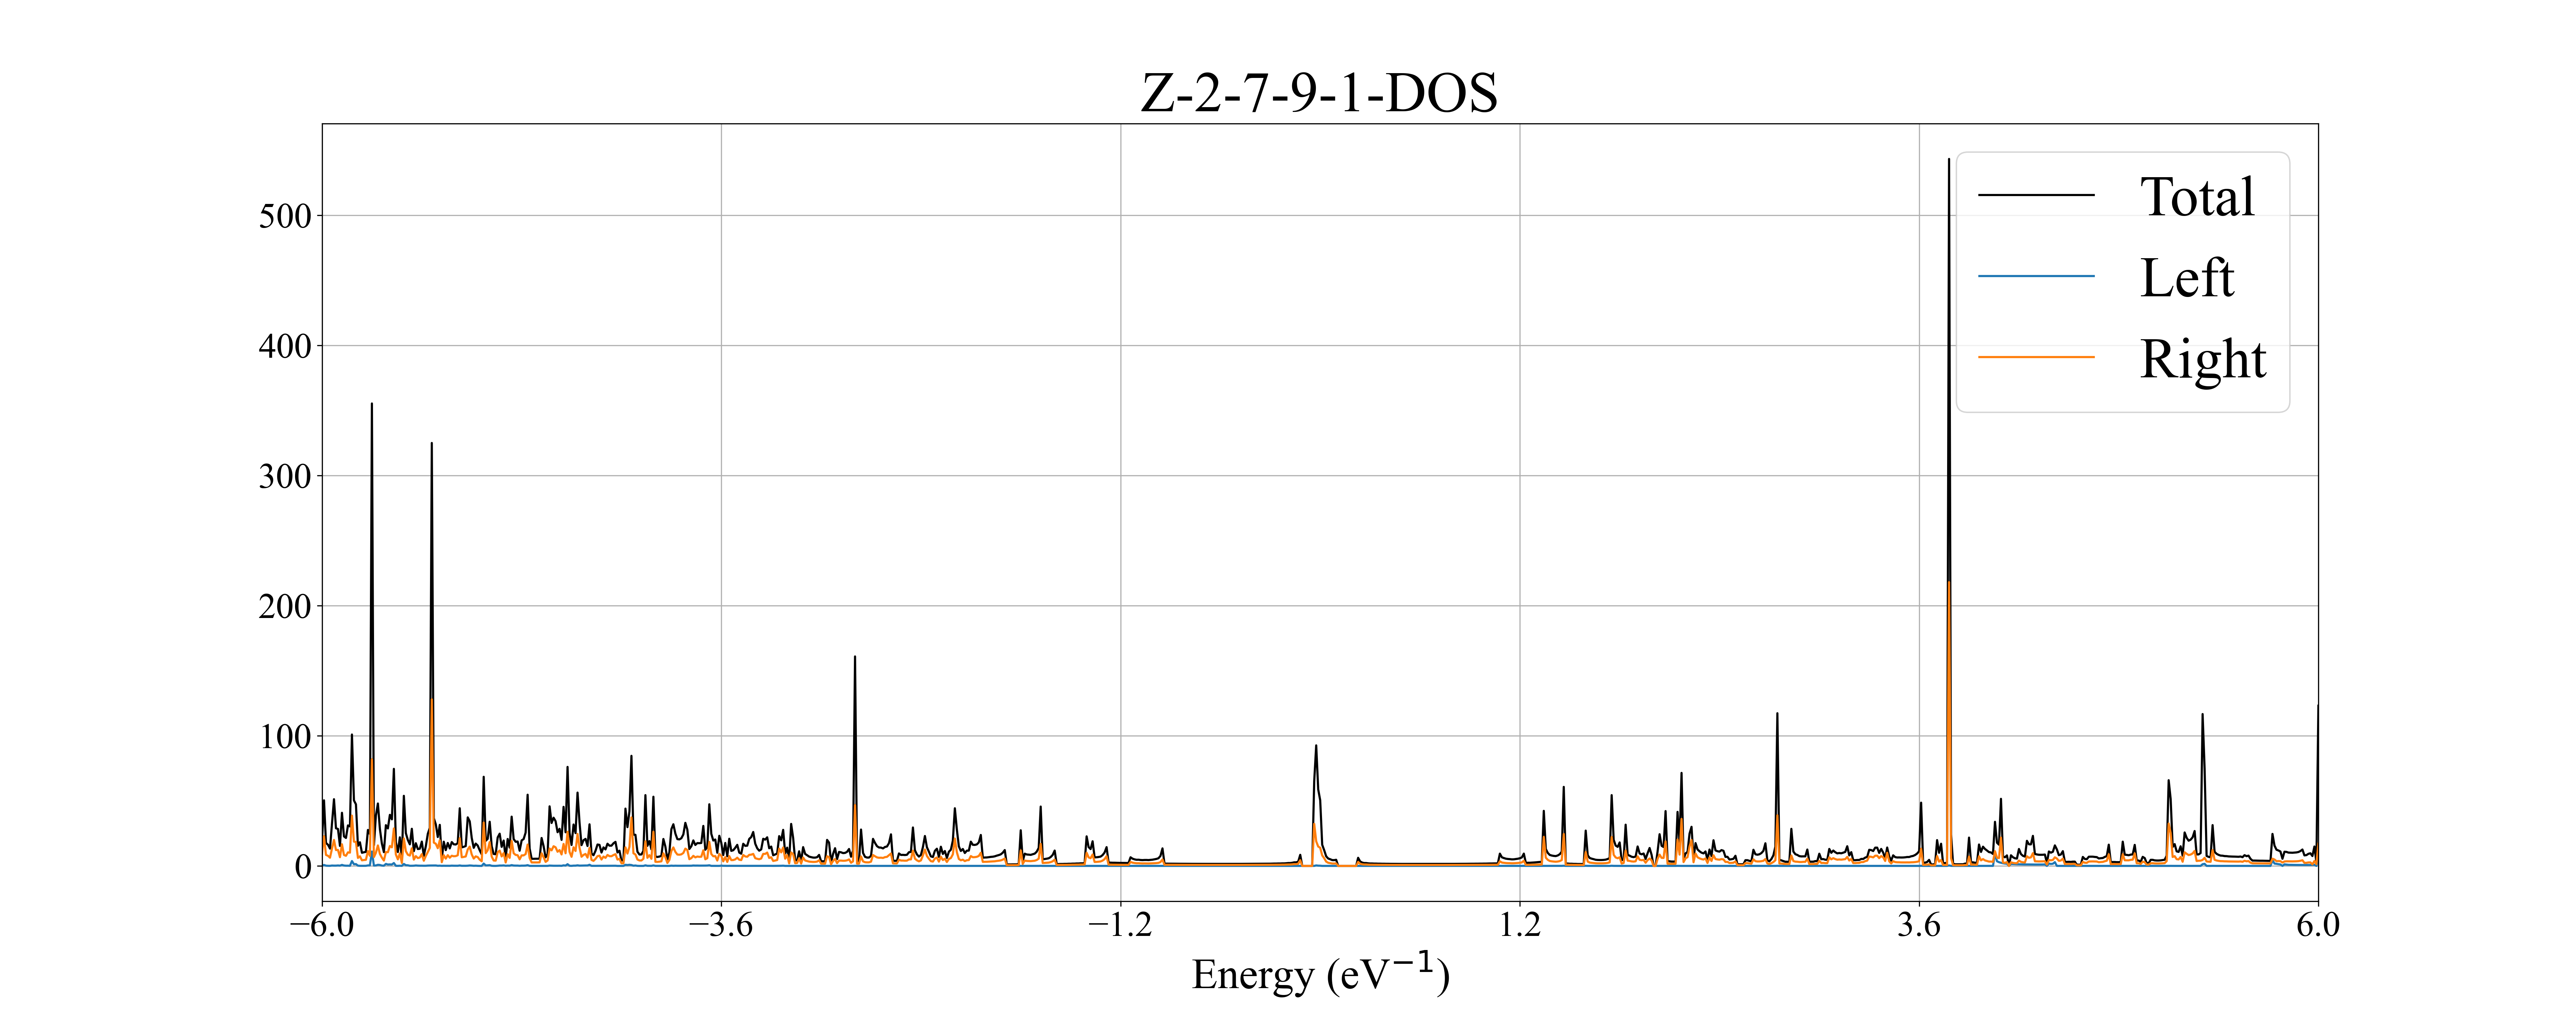 Z-2-7-9-1-DOS
Total
Left
Right
500
400
300
200
100
0
−6.0 −3.6 −1.2 1.2 3.6 6.0
Energy (eV⁻¹)